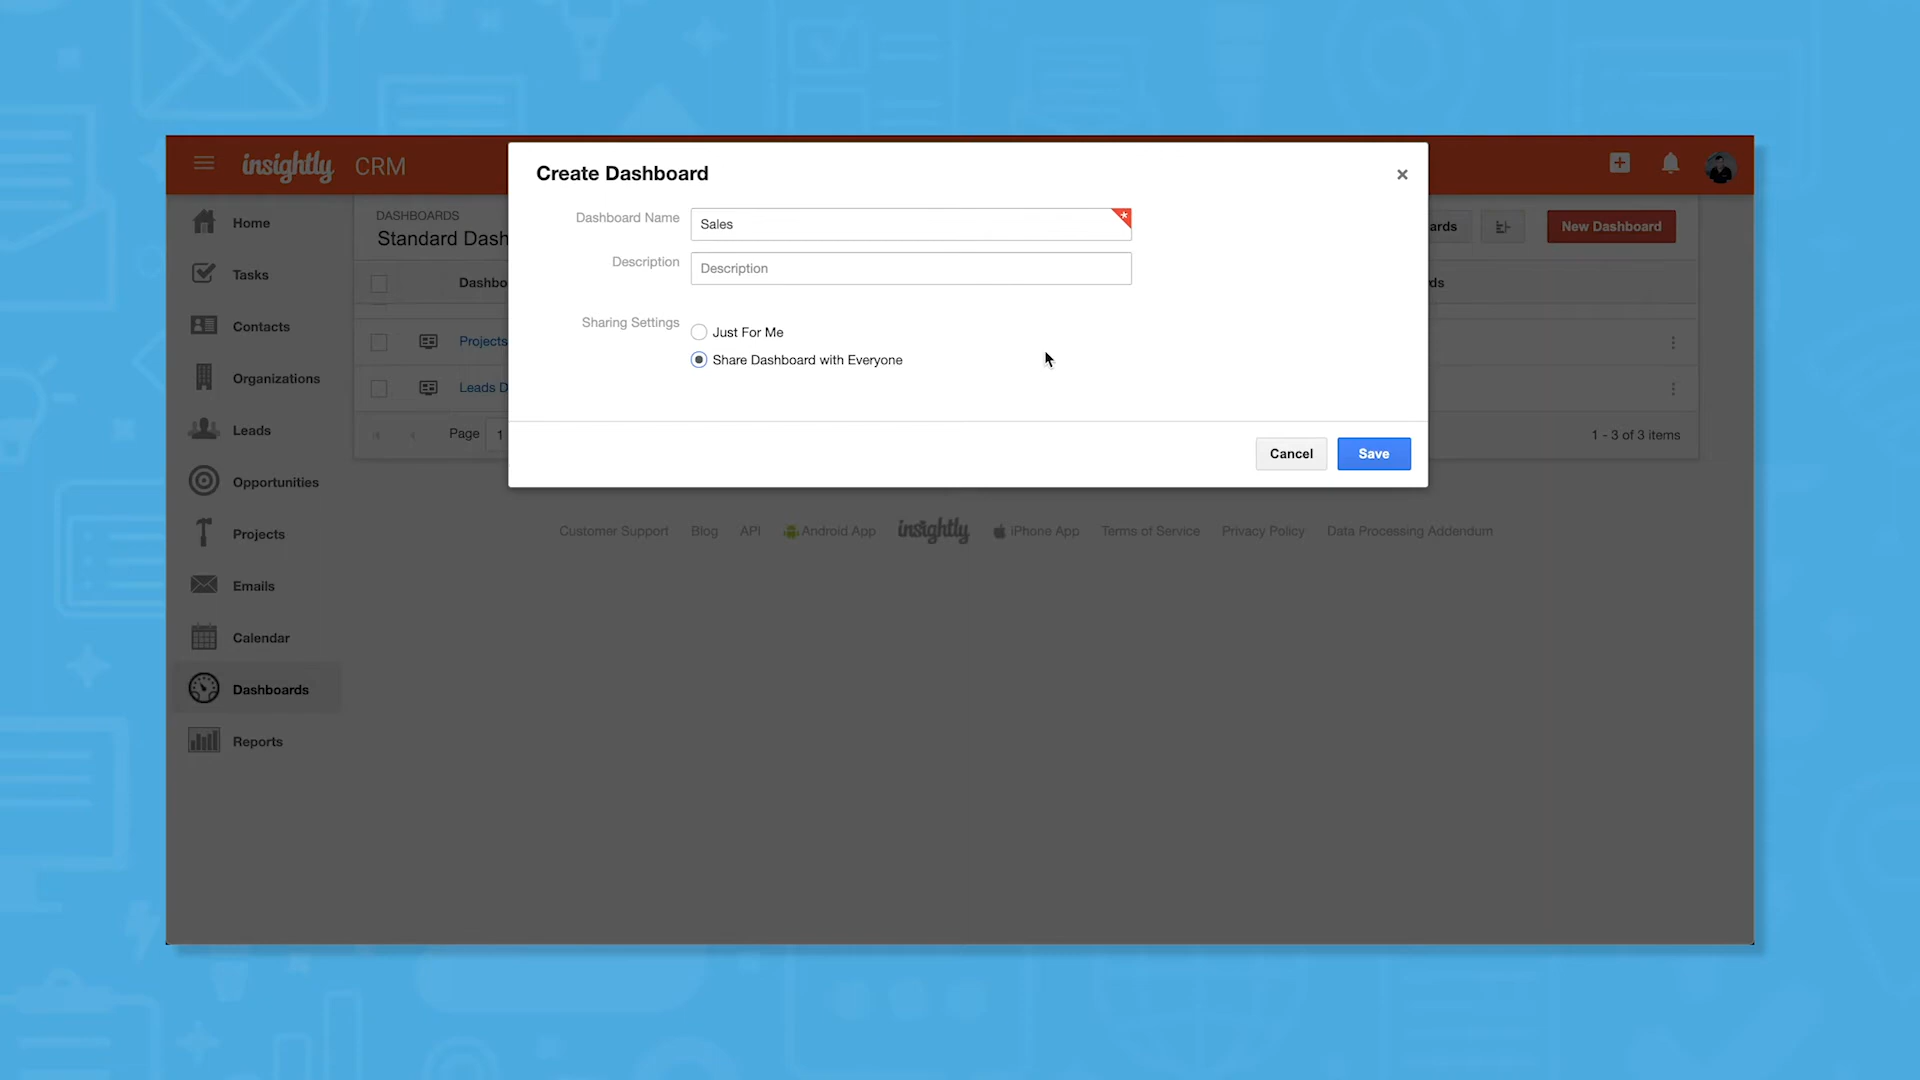 insightly CRM
Create Dashboard
×
Dashboard Name
Sales
*
Description
Description
Sharing Settings
Just For Me
Share Dashboard with Everyone
Cancel
Save
Home
Tasks
Contacts
Organizations
Leads
Opportunities
Projects
Emails
Calendar
Dashboards
Reports
DASHBOARDS
Standard Dash
ards
New Dashboard
Dashbo
ds
Projects
Leads D
Page 1
1 - 3 of 3 items
Customer Support Blog API Android App insightly iPhone App Terms of Service Privacy Policy Data Processing Addendum